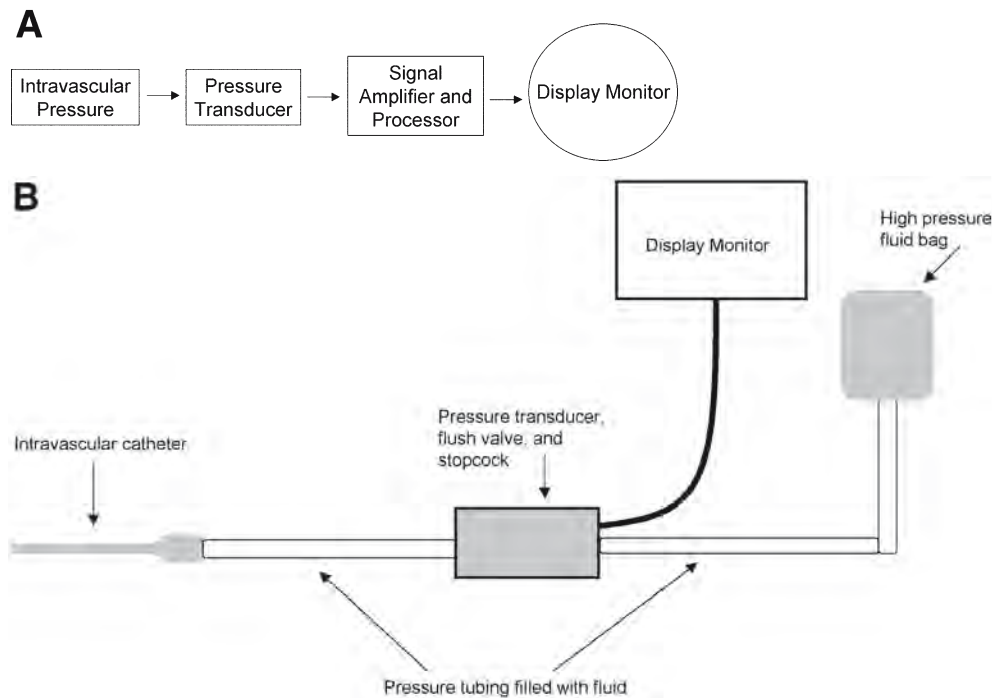 A
Intravascular
Pressure
Pressure
Transducer
Signal
Amplifier and
Processor
Display Monitor
B
Display Monitor
High pressure
fluid bag
Pressure transducer,
flush valve, and
stopcock
Intravascular catheter
Pressure tubing filled with fluid